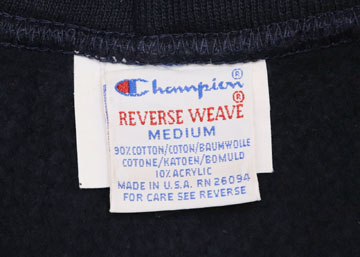 Champion®
REVERSE WEAVE®
MEDIUM
90% COTTON/COTON/BAUMWOLLE
COTONE/KATOEN/BOMULD
10% ACRYLIC
MADE IN U.S.A. RN 26094
FOR CARE SEE REVERSE